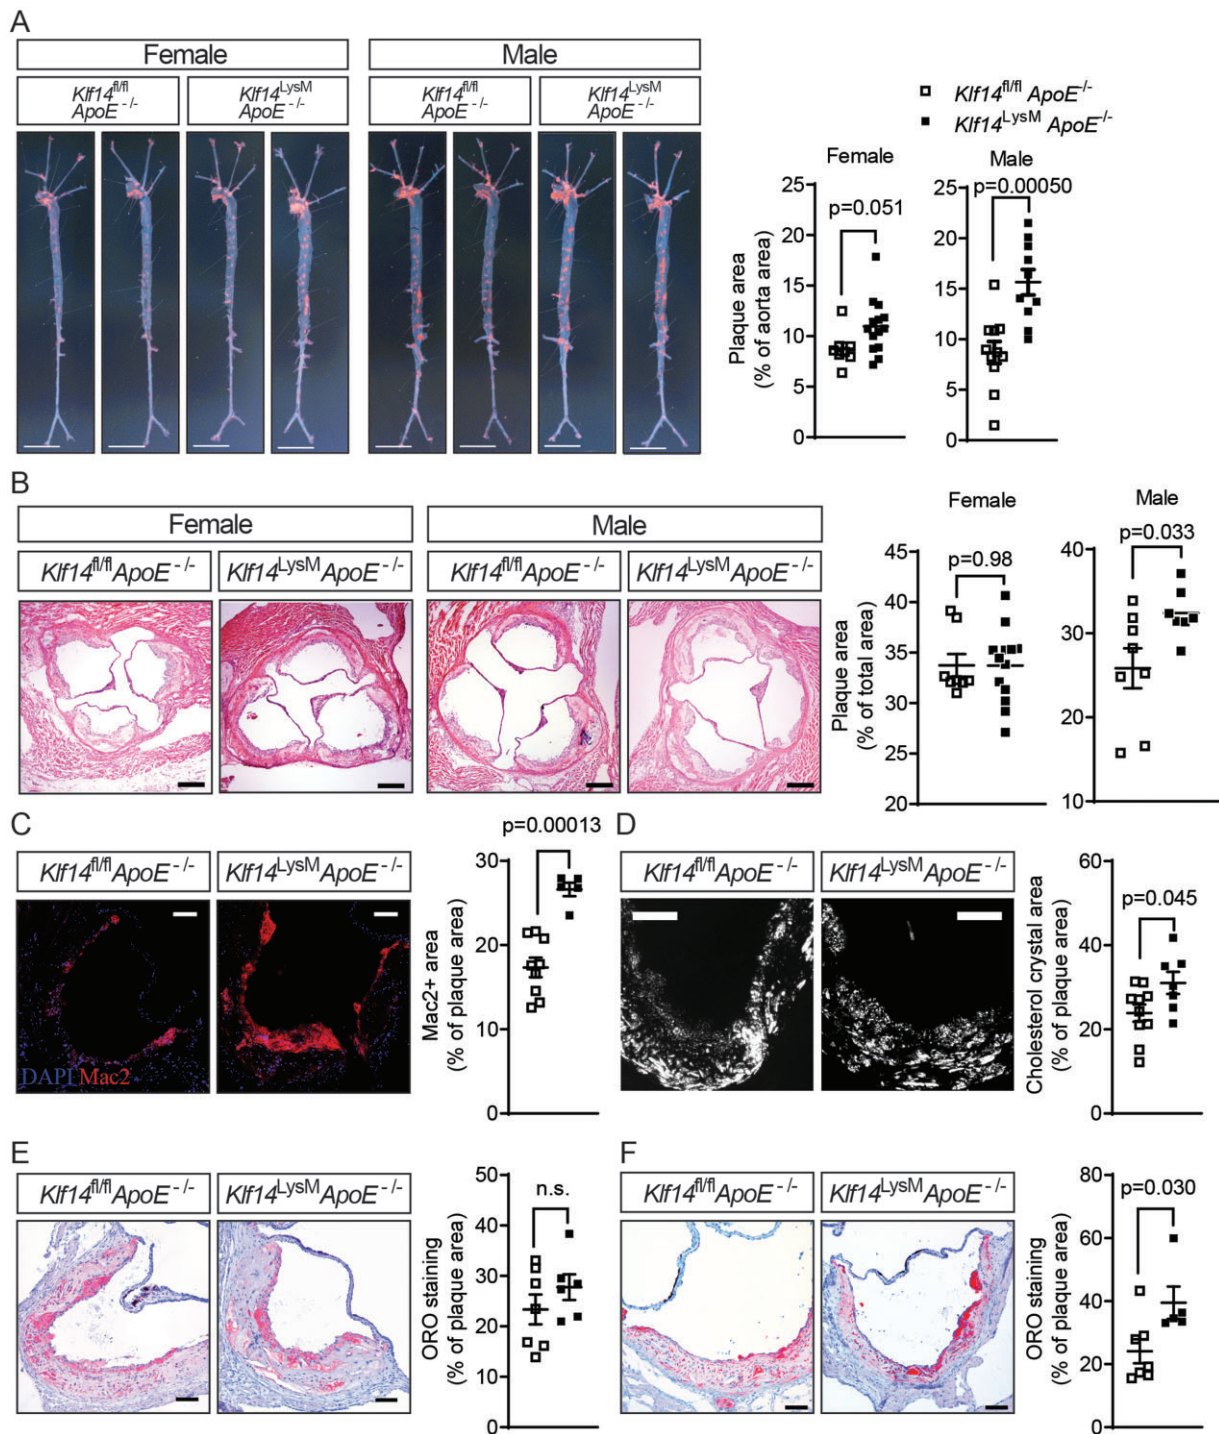 A
Female
Male
Klf14fl/fl
ApoE-/-
Klf14LysM
ApoE-/-
Klf14fl/fl
ApoE-/-
Klf14LysM
ApoE-/-
Klf14fl/fl ApoE-/-
Klf14LysM ApoE-/-
Female
p=0.051
Plaque area
(% of aorta area)
25
20
15
10
5
0
Male
p=0.00050
25
20
15
10
5
0
B
Female
Male
Klf14fl/fl ApoE-/-
Klf14LysM ApoE-/-
Klf14fl/fl ApoE-/-
Klf14LysM ApoE-/-
Female
p=0.98
Plaque area
(% of total area)
45
40
35
30
25
20
Male
p=0.033
40
30
20
10
C
Klf14fl/fl ApoE-/-
Klf14LysM ApoE-/-
DAPI Mac2
p=0.00013
Mac2+ area
(% of plaque area)
30
20
10
0
D
Klf14fl/fl ApoE-/-
Klf14LysM ApoE-/-
p=0.045
Cholesterol crystal area
(% of plaque area)
60
40
20
0
E
Klf14fl/fl ApoE-/-
Klf14LysM ApoE-/-
n.s.
ORO staining
(% of plaque area)
50
40
30
20
10
0
F
Klf14fl/fl ApoE-/-
Klf14LysM ApoE-/-
p=0.030
ORO staining
(% of plaque area)
80
60
40
20
0